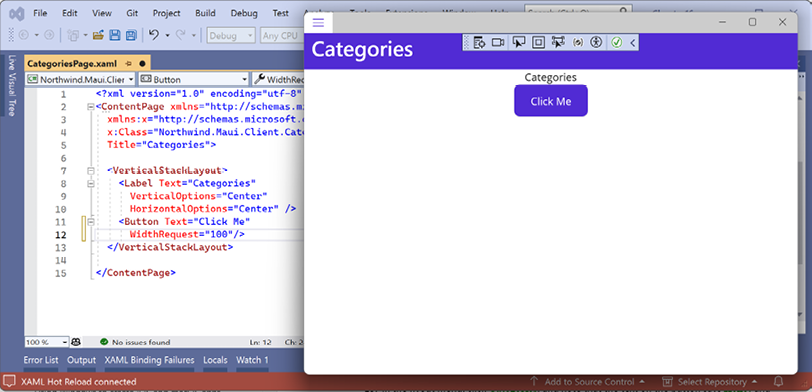 File Edit View Git Project Build Debug
Debug Any CPU
CategoriesPage.xaml
Live Visual Tree
Northwind.Maui.Client Button WidthRec
1 <?xml version="1.0" encoding="utf-8"
2 <ContentPage xmlns="http://schemas.mi
3 xmlns:x="http://schemas.microsoft.c
4 x:Class="Northwind.Maui.Client.Cate
5 Title="Categories">
6
7 <VerticalStackLayout>
8 <Label Text="Categories"
9 VerticalOptions="Center"
10 HorizontalOptions="Center" />
11 <Button Text="Click Me"
12 WidthRequest="100"/>
13 </VerticalStackLayout>
14
15 </ContentPage>
Categories
Categories
Click Me
100 % No issues found Ln: 12 Ch: 2
Error List Output XAML Binding Failures Locals Watch 1
XAML Hot Reload connected Add to Source Control Select Repository